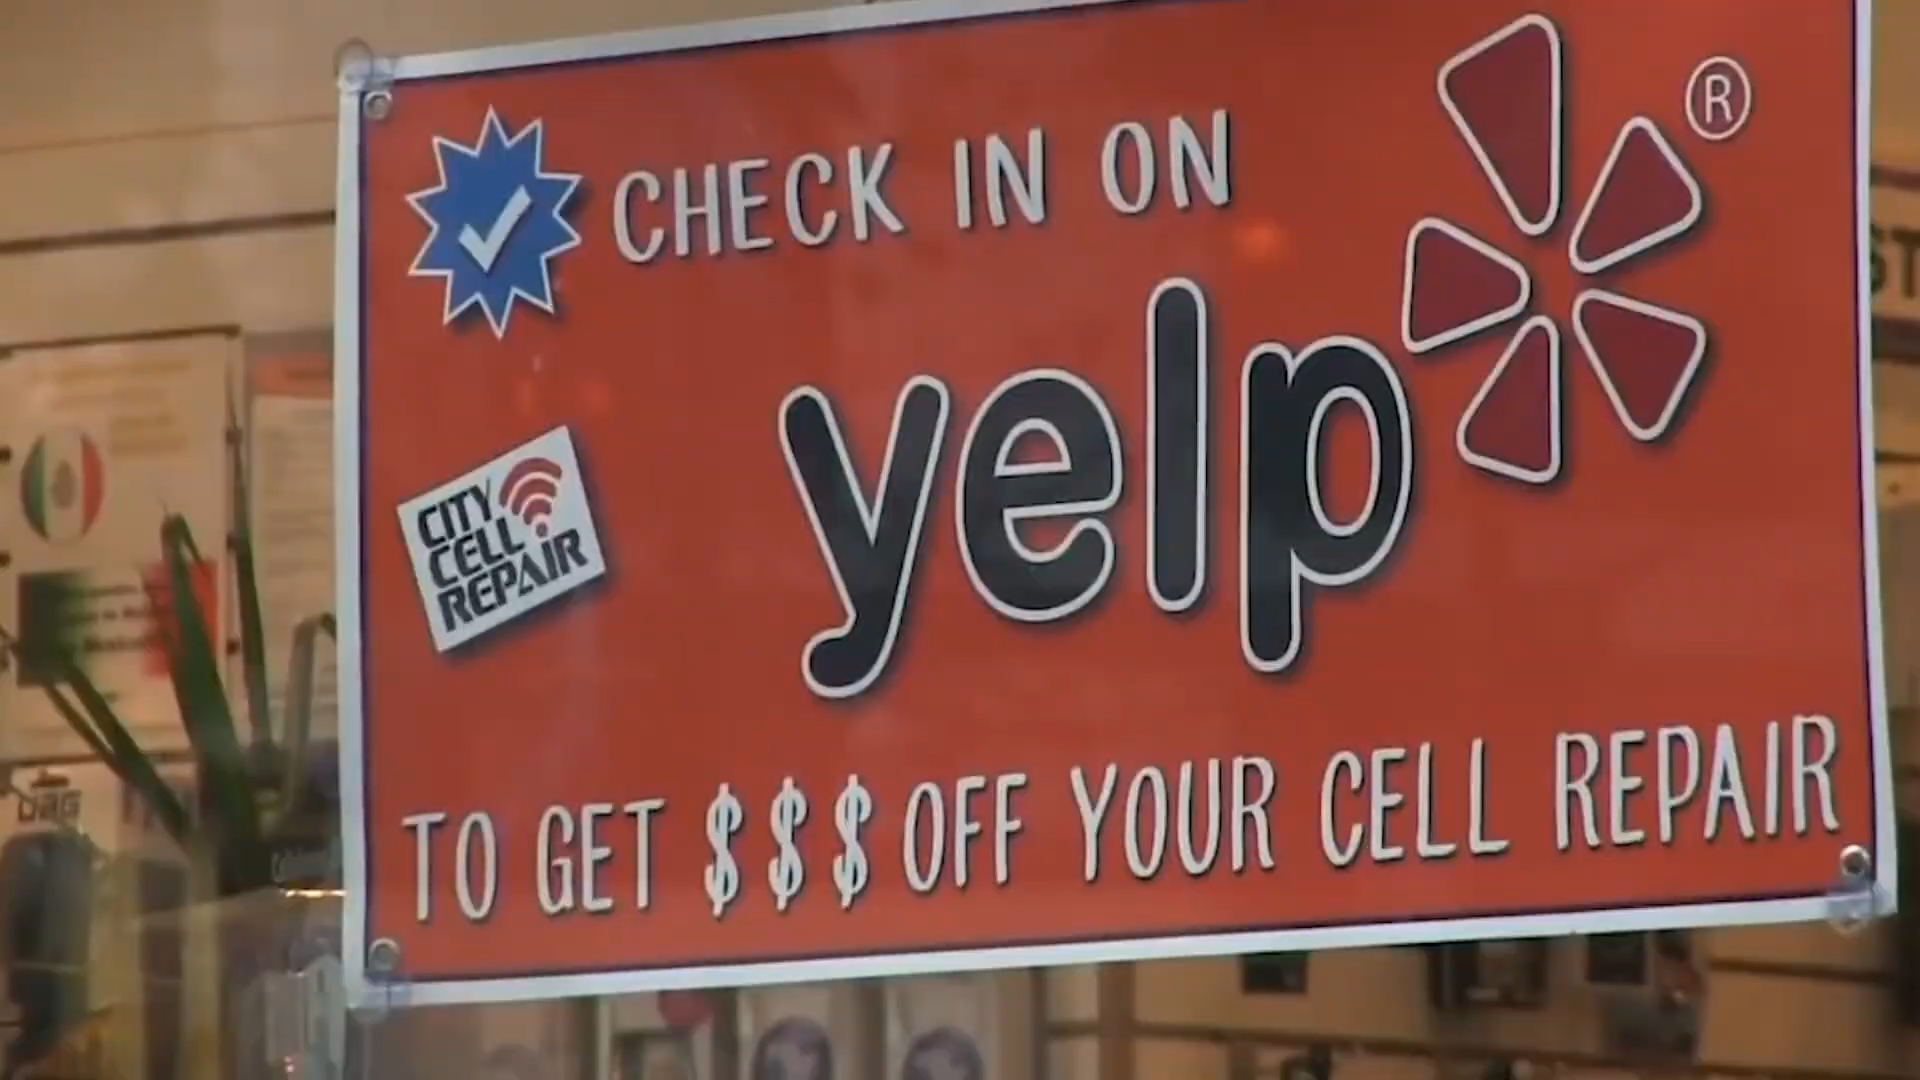 CHECK IN ON
yelp
®
CITY
CELL
REPAIR
TO GET $ $ $ OFF YOUR CELL REPAIR